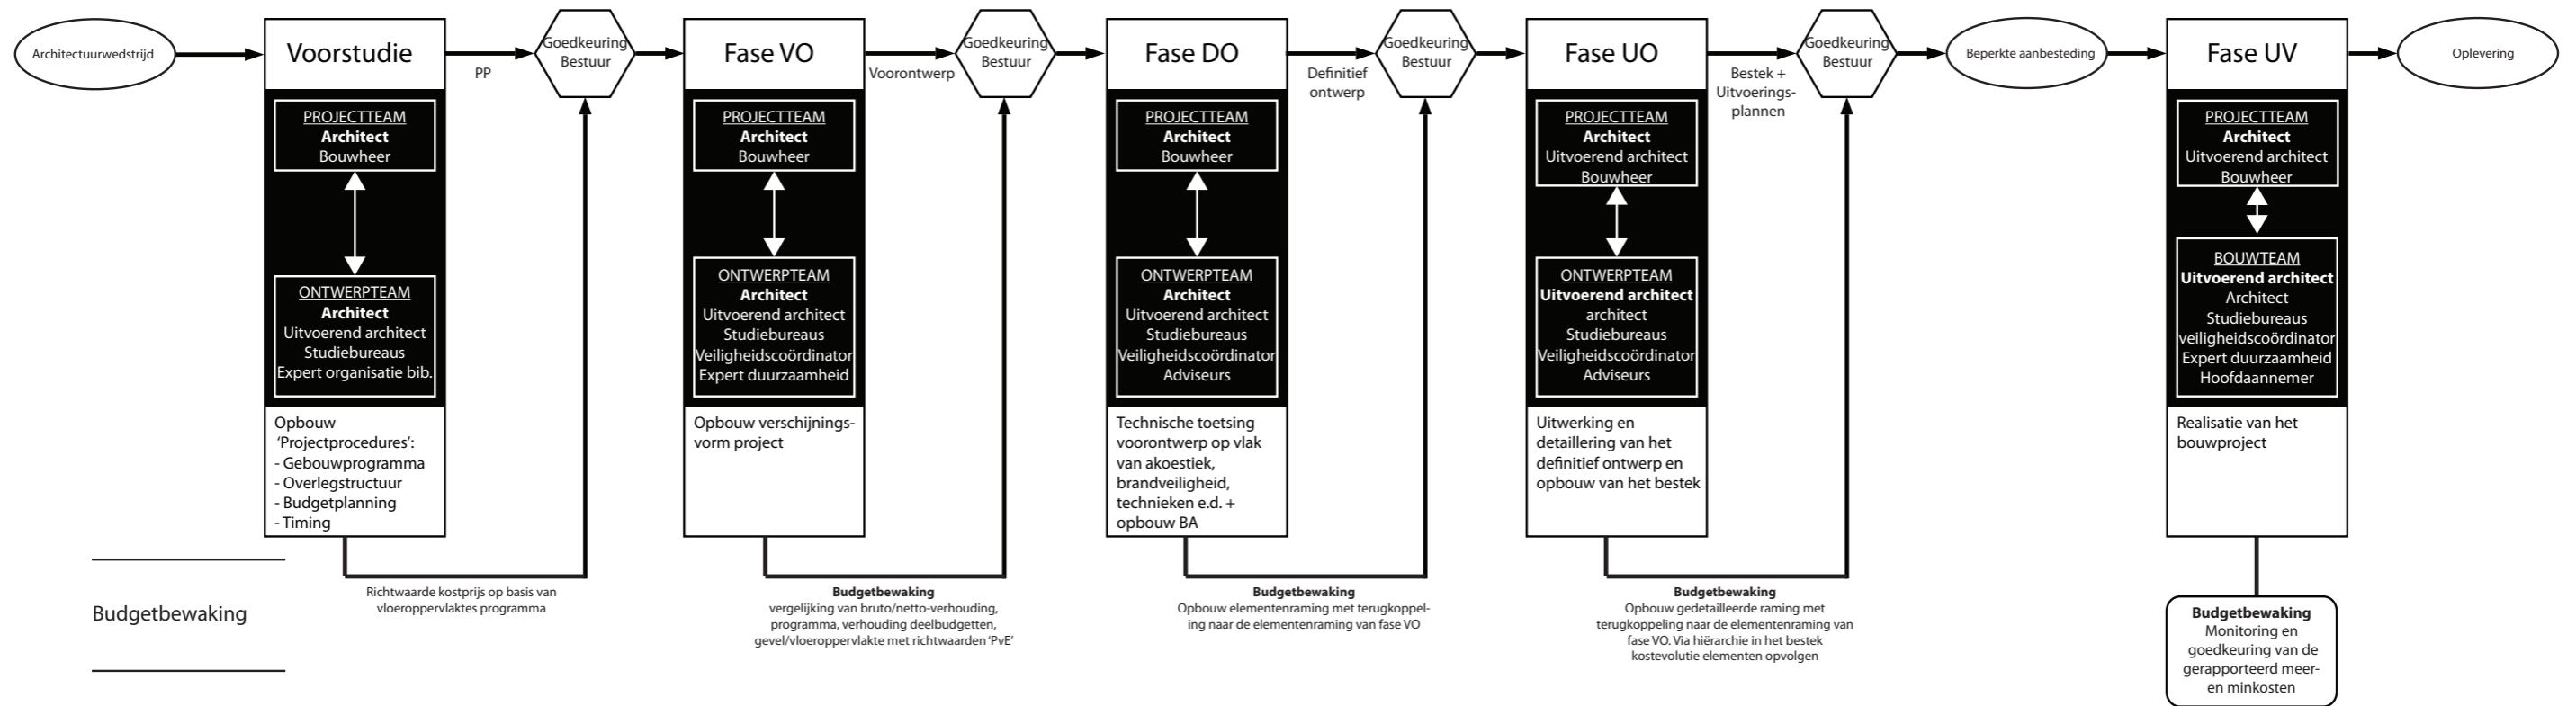 Architectuurwedstrijd
Voorstudie
PP
Goedkeuring
Bestuur
Fase VO
Voorontwerp
Goedkeuring
Bestuur
Fase DO
Definitief
ontwerp
Goedkeuring
Bestuur
Fase UO
Bestek +
Uitvoerings-
plannen
Goedkeuring
Bestuur
Beperkte aanbesteding
Fase UV
Oplevering
PROJECTTEAM
Architect
Bouwheer
ONTWERPTEAM
Architect
Uitvoerend architect
Studiebureaus
Expert organisatie bib.
Opbouw
'Projectprocedures':
- Gebouwprogramma
- Overlegstructuur
- Budgetplanning
- Timing
PROJECTTEAM
Architect
Bouwheer
ONTWERPTEAM
Architect
Uitvoerend architect
Studiebureaus
Veiligheidscoördinator
Expert duurzaamheid
Opbouw verschijnings-
vorm project
PROJECTTEAM
Architect
Bouwheer
ONTWERPTEAM
Architect
Uitvoerend architect
Studiebureaus
Veiligheidscoördinator
Adviseurs
Technische toetsing
voorontwerp op vlak
van akoestiek,
brandveiligheid,
technieken e.d. +
opbouw BA
PROJECTTEAM
Architect
Uitvoerend architect
Bouwheer
ONTWERPTEAM
Uitvoerend architect
architect
Studiebureaus
Veiligheidscoördinator
Adviseurs
Uitwerking en
detaillering van het
definitief ontwerp en
opbouw van het bestek
PROJECTTEAM
Architect
Uitvoerend architect
Bouwheer
BOUWTEAM
Uitvoerend architect
Architect
Studiebureaus
veiligheidscoördinator
Expert duurzaamheid
Hoofdaannemer
Realisatie van het
bouwproject
Budgetbewaking
Richtwaarde kostprijs op basis van
vloeroppervlaktes programma
Budgetbewaking
vergelijking van bruto/netto-verhouding,
programma, verhouding deelbudgetten,
gevel/vloeroppervlakte met richtwaarden 'PvE'
Budgetbewaking
Opbouw elementenraming met terugkoppel-
ing naar de elementenraming van fase VO
Budgetbewaking
Opbouw gedetailleerde raming met
terugkoppeling naar de elementenraming van
fase VO. Via hiërarchie in het bestek
kostevolutie elementen opvolgen
Budgetbewaking
Monitoring en
goedkeuring van de
gerapporteerd meer-
en minkosten